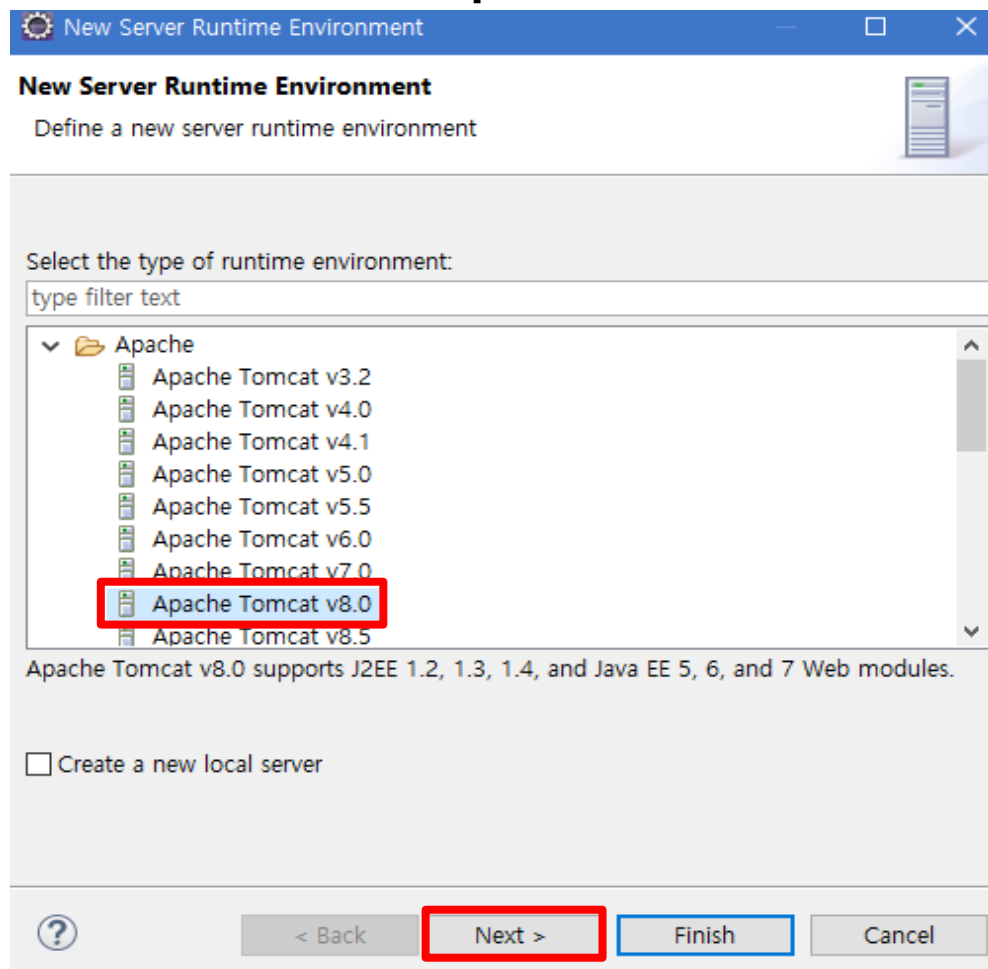 New Server Runtime Environment
New Server Runtime Environment
Define a new server runtime environment
Select the type of runtime environment:
type filter text
Apache
Apache Tomcat v3.2
Apache Tomcat v4.0
Apache Tomcat v4.1
Apache Tomcat v5.0
Apache Tomcat v5.5
Apache Tomcat v6.0
Apache Tomcat v7.0
Apache Tomcat v8.0
Apache Tomcat v8.5
Apache Tomcat v8.0 supports J2EE 1.2, 1.3, 1.4, and Java EE 5, 6, and 7 Web modules.
Create a new local server
? < Back Next > Finish Cancel